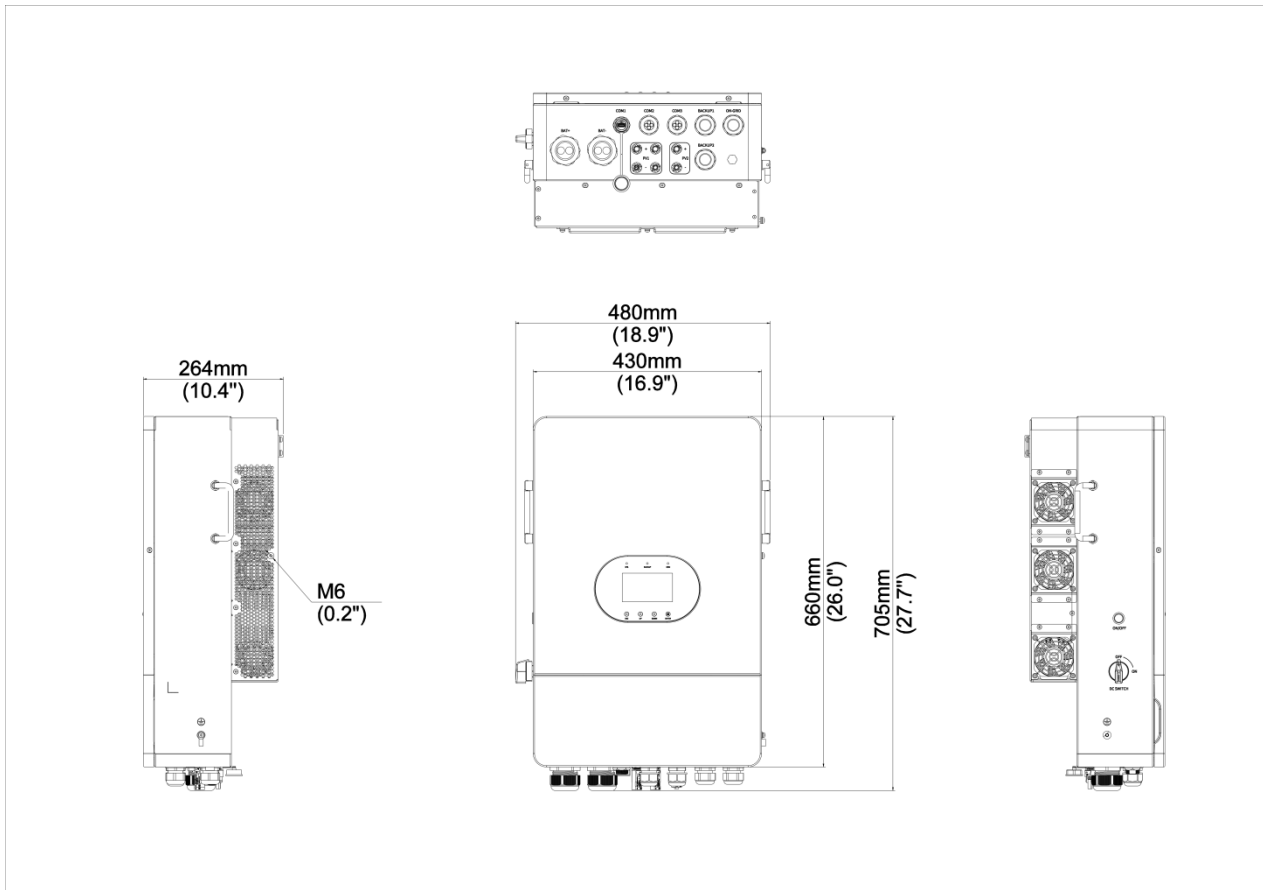 COM1 COM2 COM3 BACKUP1 ON-GRID
BAT+ BAT-
+ PV1 - + PV2 -
BACKUP2
480mm
(18.9")
430mm
(16.9")
264mm
(10.4")
M6
(0.2")
660mm
(26.0")
705mm
(27.7")
ON/OFF
OFF
ON
DC SWITCH